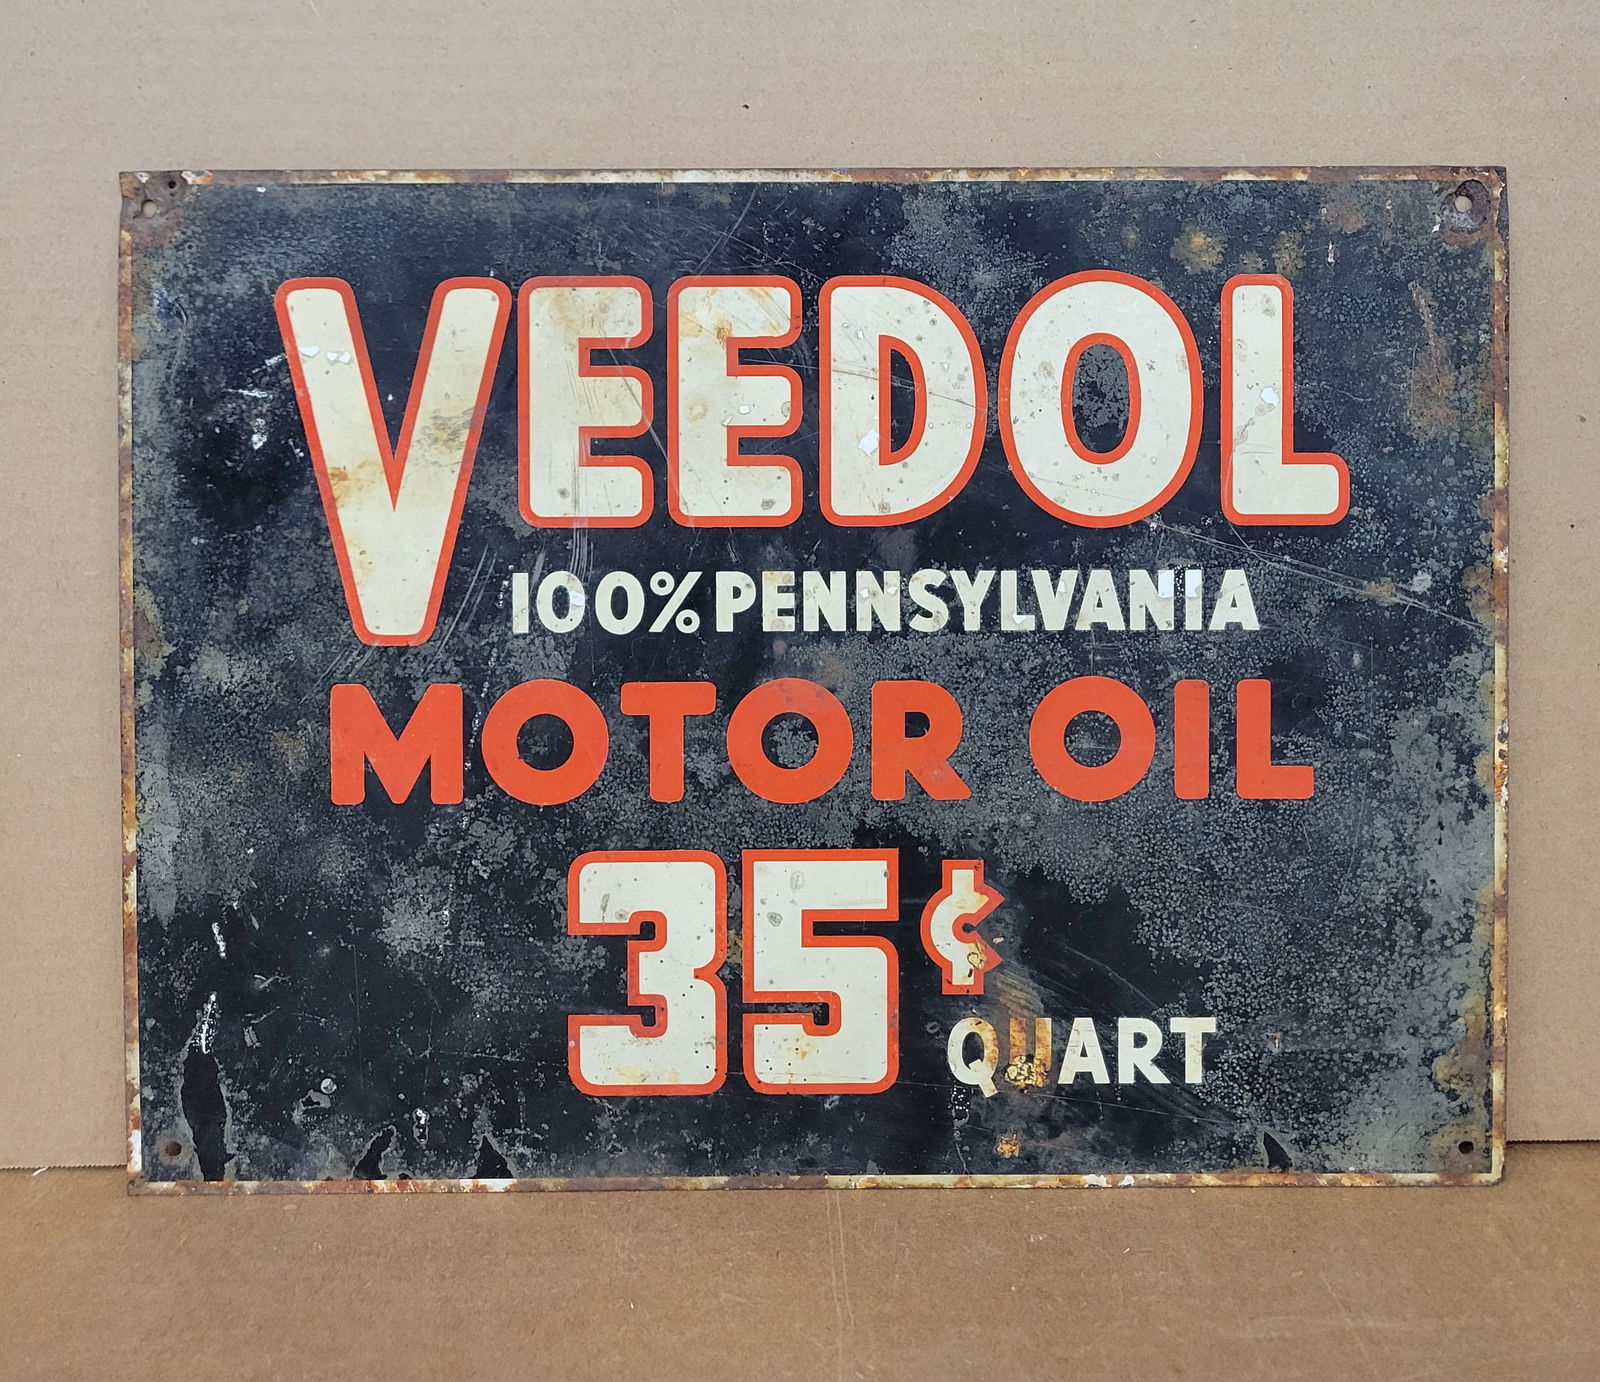 VEEDOL
100% PENNSYLVANIA
MOTOR OIL
35¢
QUART